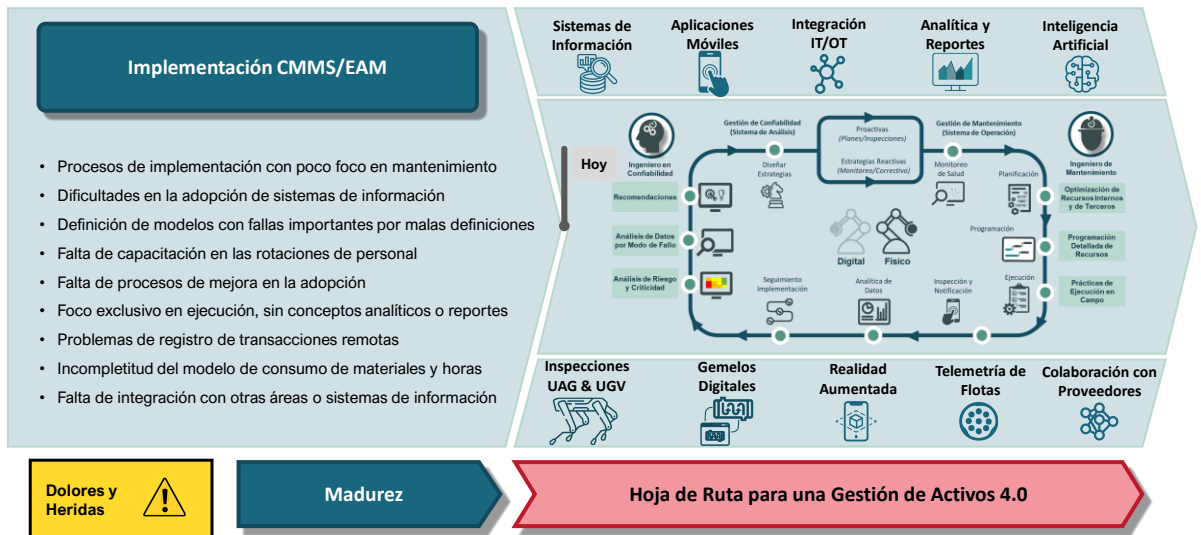 Implementación CMMS/EAM
• Procesos de implementación con poco foco en mantenimiento
• Dificultades en la adopción de sistemas de información
• Definición de modelos con fallas importantes por malas definiciones
• Falta de capacitación en las rotaciones de personal
• Falta de procesos de mejora en la adopción
• Foco exclusivo en ejecución, sin conceptos analíticos o reportes
• Problemas de registro de transacciones remotas
• Incompletitud del modelo de consumo de materiales y horas
• Falta de integración con otras áreas o sistemas de información
Sistemas de
Información
Aplicaciones
Móviles
Integración
IT/OT
Analítica y
Reportes
Inteligencia
Artificial
Hoy
Ingeniero en
Confiabilidad
Gestión de Confiabilidad
(Sistema de Análisis)
Proactivas
(Planes/Inspecciones)
Estrategias Reactivas
(Monitoreo/Correctivo)
Gestión de Mantenimiento
(Sistema de Operación)
Ingeniero de
Mantenimiento
Diseñar
Estrategias
Monitoreo
de Salud
Planificación
Recomendaciones
Optimización de
Recursos Internos
y de Terceros
Análisis de Datos
por Modo de Fallo
Digital
Físico
Programación
Programación
Detallada de
Recursos
Análisis de Riesgo
y Criticidad
Seguimiento
Implementación
Analítica de
Datos
Inspección y
Notificación
Ejecución
Prácticas de
Ejecución en
Campo
Inspecciones
UAG & UGV
Gemelos
Digitales
Realidad
Aumentada
Telemetría de
Flotas
Colaboración con
Proveedores
Dolores y
Heridas
Madurez
Hoja de Ruta para una Gestión de Activos 4.0